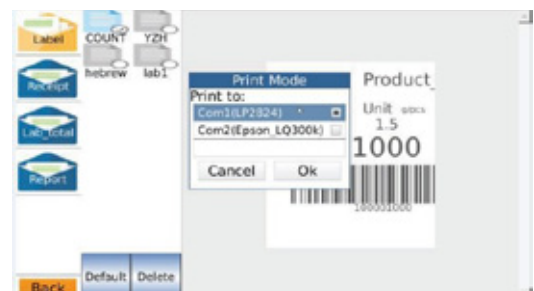 Label
Receipt
Lab_total
Report
Back
COUNT YZH
hebrew lab1
Default Delete
Print Mode
Print to:
Com1(LP2824)
Com2(Epson_LQ300k)
Cancel Ok
Product_
Unit
1.5
1000